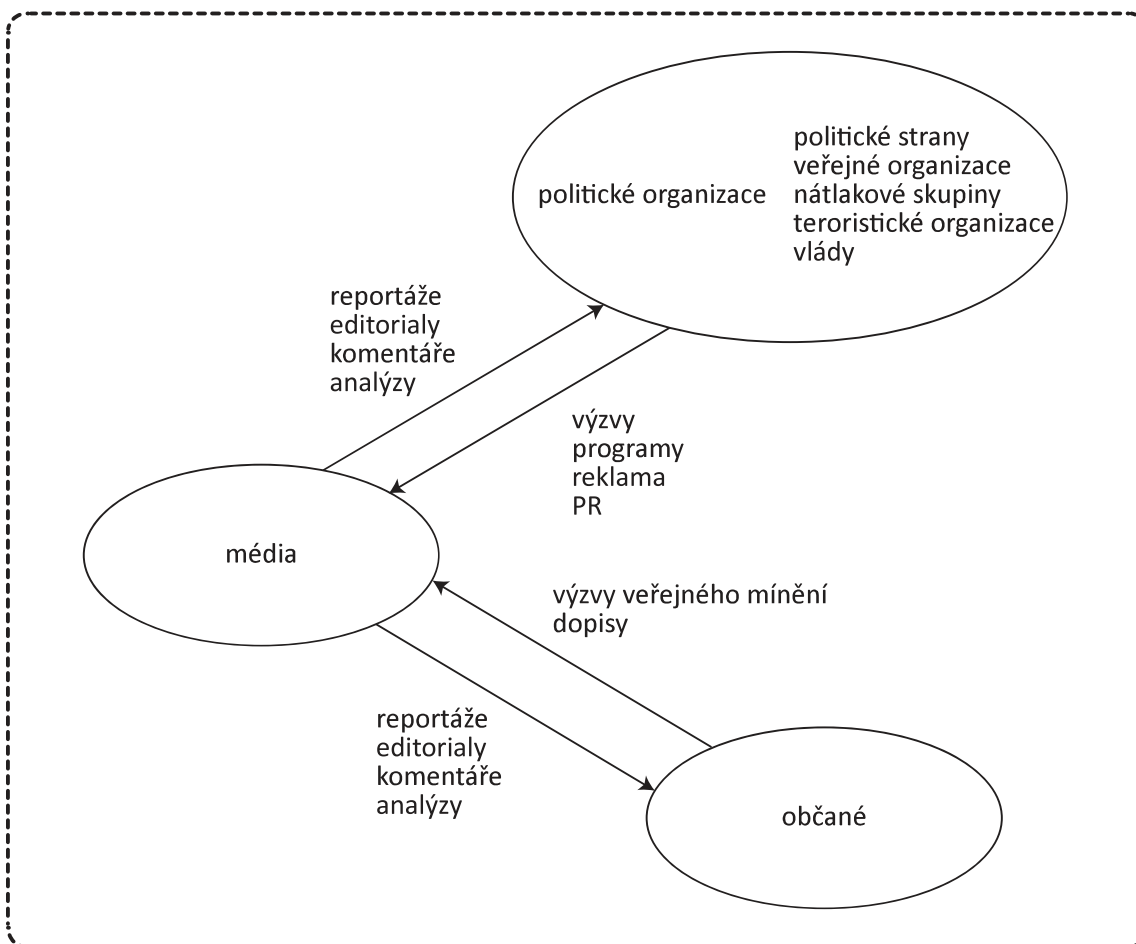 politické organizace
politické strany
veřejné organizace
nátlakové skupiny
teroristické organizace
vlády
reportáže
editorialy
komentáře
analýzy
výzvy
programy
reklama
PR
média
výzvy veřejného mínění
dopisy
reportáže
editorialy
komentáře
analýzy
občané